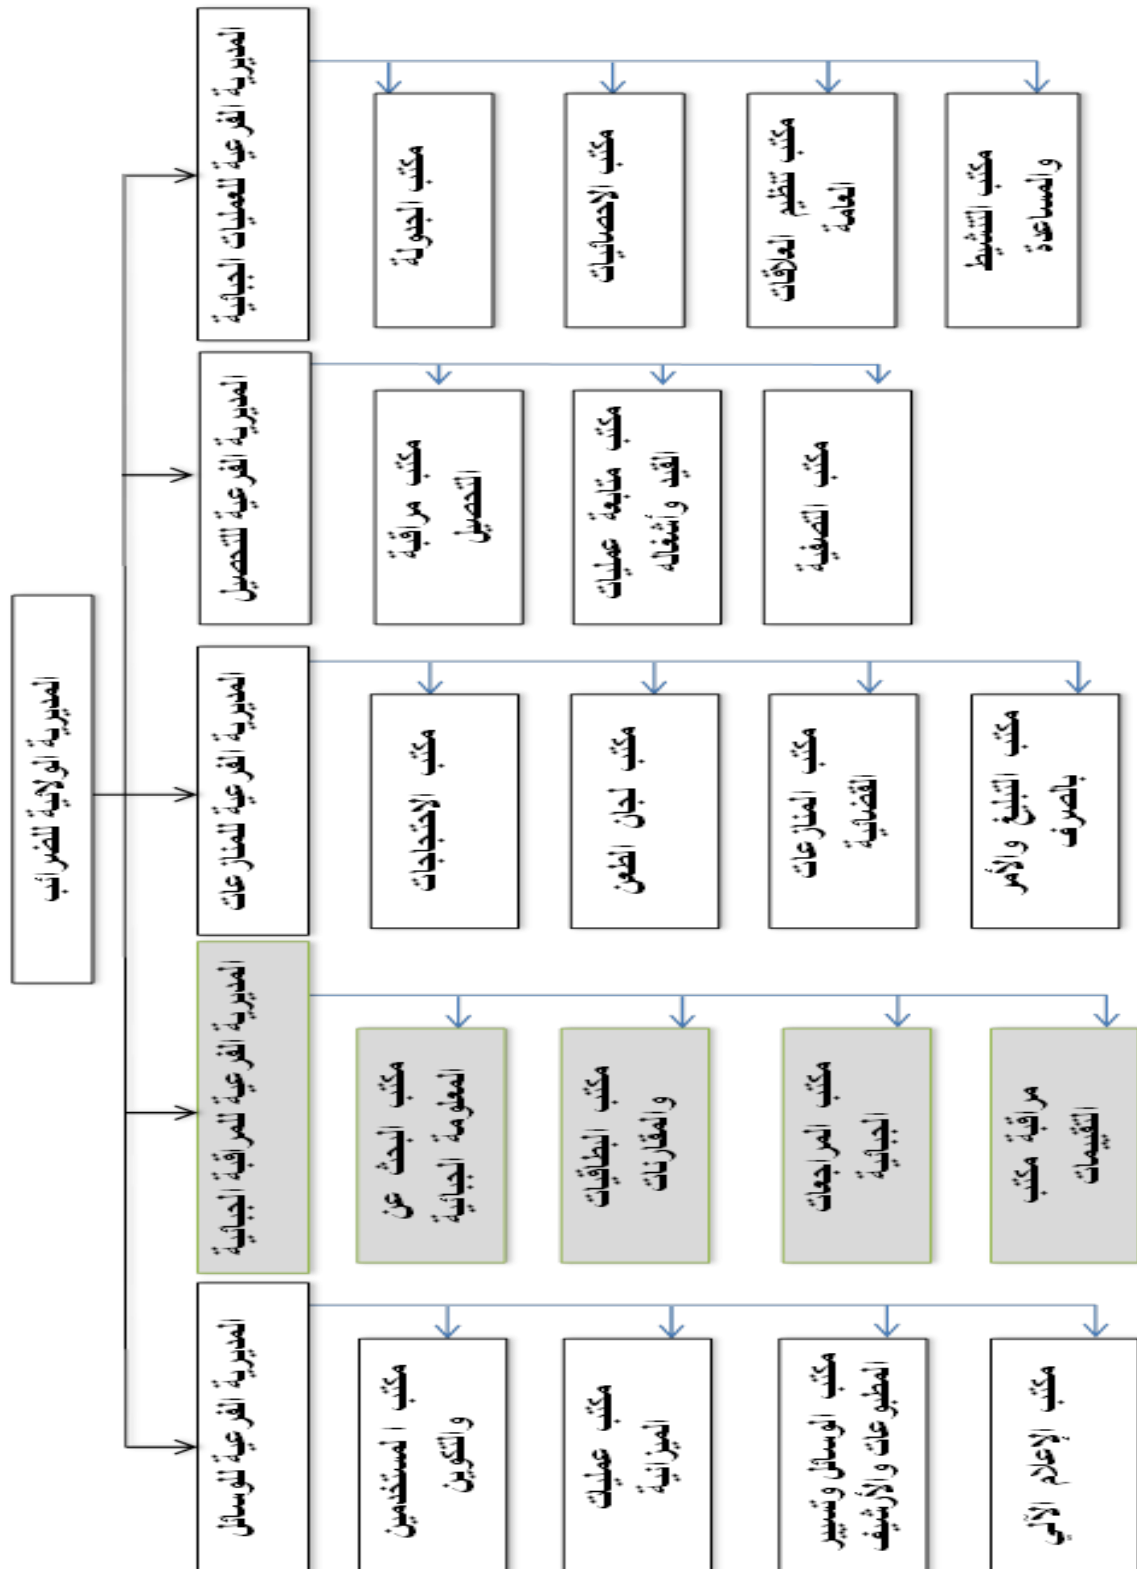 المديرية الولائية للضرائب
المديرية الفرعية للعمليات الجبائية
مكتب الجدولة
مكتب الاحصائيات
مكتب تنظيم العلاقات
العامة
مكتب التنشيط
والمساعدة
المديرية الفرعية للتحصيل
مكتب مراقبة
التحصيل
مكتب متابعة عمليات
القيد وأشغاله
مكتب التصفية
المديرية الفرعية للمنازعات
مكتب الاحتجاجات
مكتب لجان الطعن
مكتب المنازعات
القضائية
مكتب التبليغ والأمر
بالصرف
المديرية الفرعية للمراقبة الجبائية
مكتب البحث عن
المعلومة الجبائية
مكتب البطاقيات
والمقارنات
مكتب المراجعات
الجبائية
مراقبة مكتب
التقييمات
المديرية الفرعية للوسائل
مكتب المستخدمين
والتكوين
مكتب عمليات
الميزانية
مكتب الوسائل وتسيير
المطبوعات والأرشيف
مكتب الإعلام الآلي